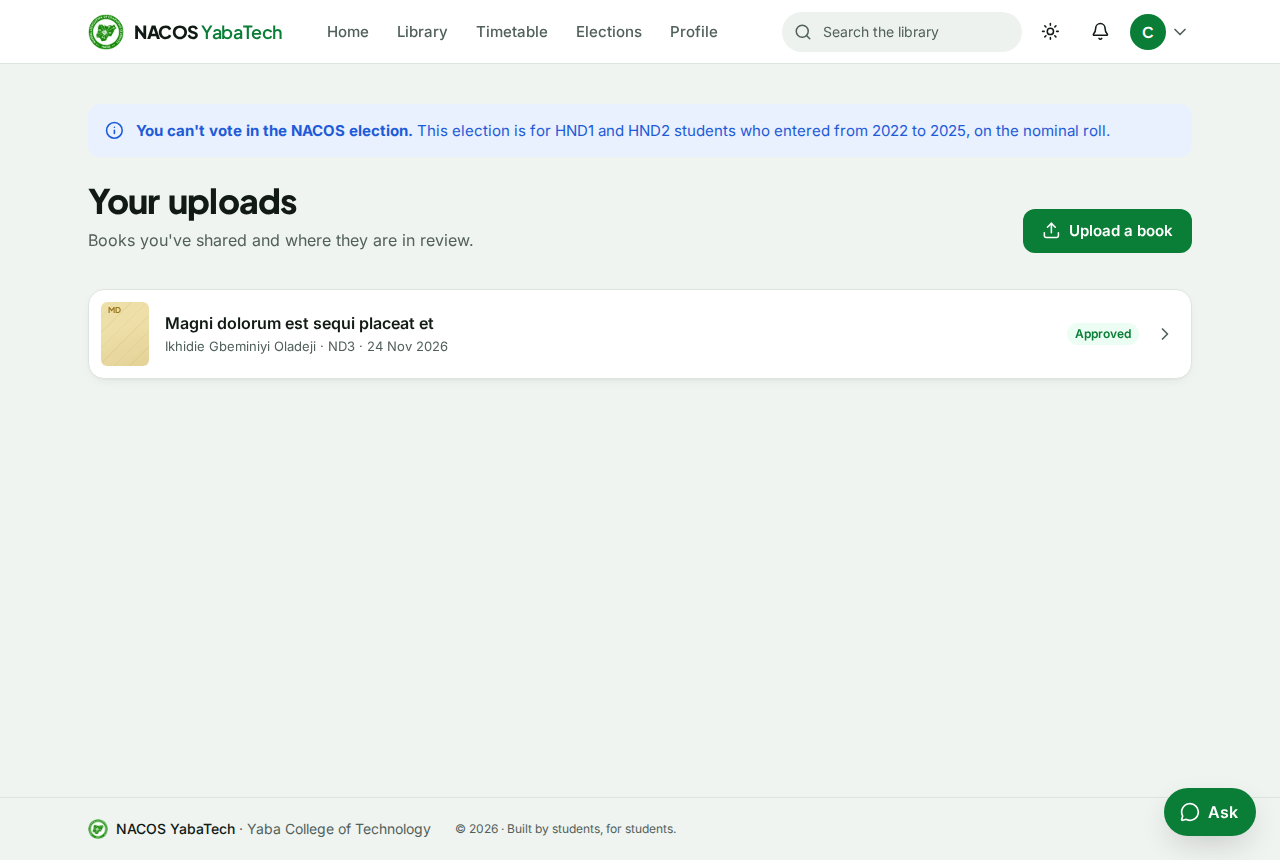 NACOS YabaTech
Home
Library
Timetable
Elections
Profile
Search the library
C
You can't vote in the NACOS election. This election is for HND1 and HND2 students who entered from 2022 to 2025, on the nominal roll.
Your uploads
Books you've shared and where they are in review.
Upload a book
MD
Magni dolorum est sequi placeat et
Ikhidie Gbeminiyi Oladeji · ND3 · 24 Nov 2026
Approved
NACOS YabaTech · Yaba College of Technology
© 2026 · Built by students, for students.
Ask